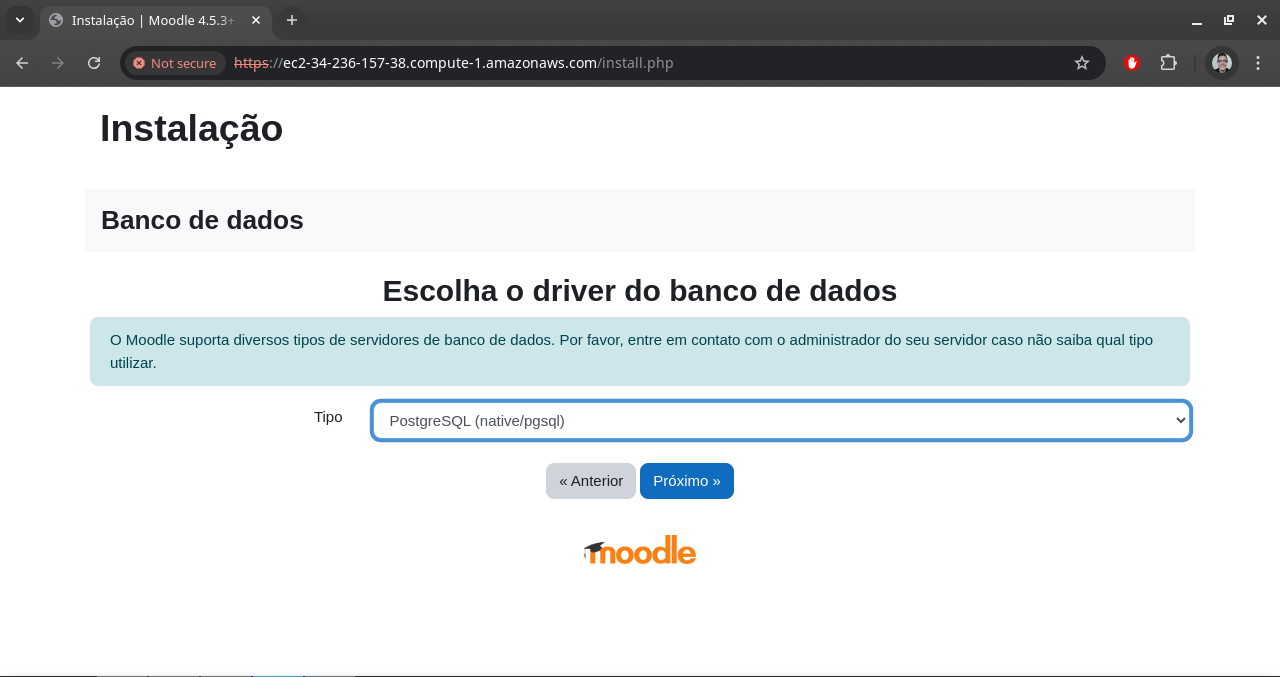 Instalação | Moodle 4.5.3+
Not secure https://ec2-34-236-157-38.compute-1.amazonaws.com/install.php
Instalação
Banco de dados
Escolha o driver do banco de dados
O Moodle suporta diversos tipos de servidores de banco de dados. Por favor, entre em contato com o administrador do seu servidor caso não saiba qual tipo
utilizar.
Tipo PostgreSQL (native/pgsql)
« Anterior Próximo »
moodle